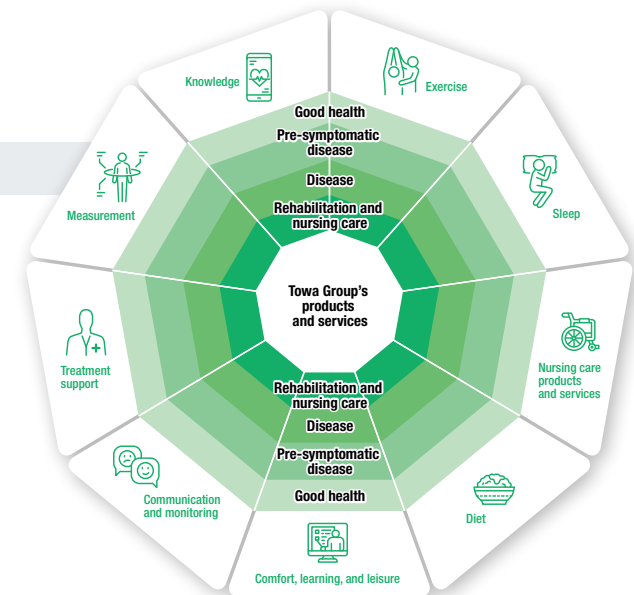 Knowledge
Exercise
Good health
Pre-symptomatic
disease
Disease
Rehabilitation and
nursing care
Measurement
Sleep
Towa Group's
products
and services
Treatment
support
Nursing care
products
and services
Rehabilitation and
nursing care
Disease
Pre-symptomatic
disease
Good health
Communication
and monitoring
Diet
Comfort, learning, and leisure